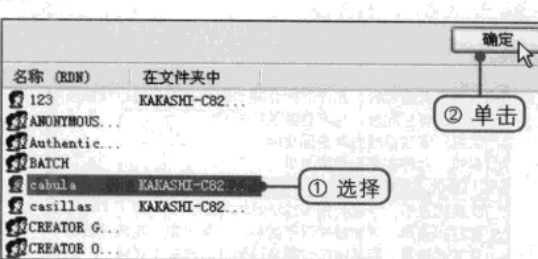 确定
名称 (RDN) 在文件夹中
123 KAKASHI-C82...
② 单击
ANONYMOUS...
Authentic...
BATCH
cabula KAKASHI-C82...
① 选择
casillas KAKASHI-C82...
CREATOR G...
CREATOR O...